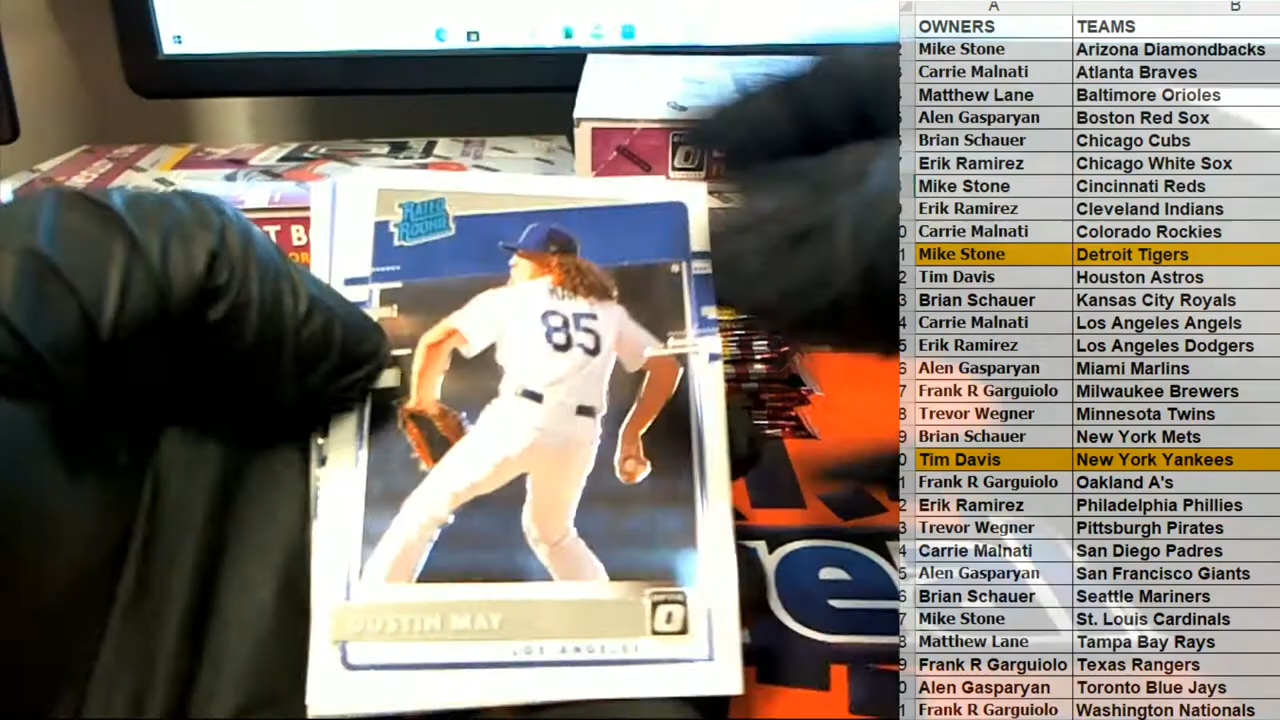 RATED
ROOKIE
85
DUSTIN MAY
LOS ANGELES
O
A B
OWNERS TEAMS
Mike Stone Arizona Diamondbacks
Carrie Malnati Atlanta Braves
Matthew Lane Baltimore Orioles
Alen Gasparyan Boston Red Sox
Brian Schauer Chicago Cubs
Erik Ramirez Chicago White Sox
Mike Stone Cincinnati Reds
Erik Ramirez Cleveland Indians
Carrie Malnati Colorado Rockies
Mike Stone Detroit Tigers
Tim Davis Houston Astros
Brian Schauer Kansas City Royals
Carrie Malnati Los Angeles Angels
Erik Ramirez Los Angeles Dodgers
Alen Gasparyan Miami Marlins
Frank R Garguiolo Milwaukee Brewers
Trevor Wegner Minnesota Twins
Brian Schauer New York Mets
Tim Davis New York Yankees
Frank R Garguiolo Oakland A's
Erik Ramirez Philadelphia Phillies
Trevor Wegner Pittsburgh Pirates
Carrie Malnati San Diego Padres
Alen Gasparyan San Francisco Giants
Brian Schauer Seattle Mariners
Mike Stone St. Louis Cardinals
Matthew Lane Tampa Bay Rays
Frank R Garguiolo Texas Rangers
Alen Gasparyan Toronto Blue Jays
Frank R Garguiolo Washington Nationals